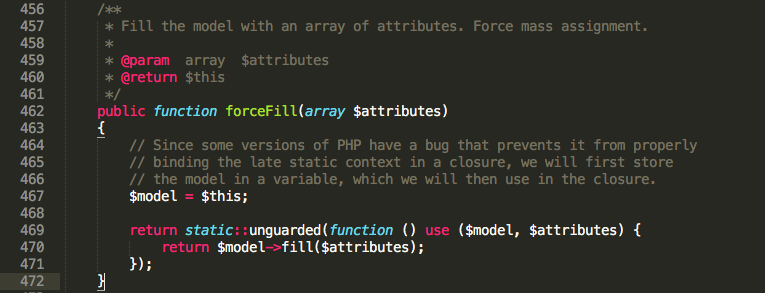 456 /**
457 * Fill the model with an array of attributes. Force mass assignment.
458 *
459 * @param array $attributes
460 * @return $this
461 */
462 public function forceFill(array $attributes)
463 {
464 // Since some versions of PHP have a bug that prevents it from properly
465 // binding the late static context in a closure, we will first store
466 // the model in a variable, which we will then use in the closure.
467 $model = $this;
468
469 return static::unguarded(function () use ($model, $attributes) {
470 return $model->fill($attributes);
471 });
472 }